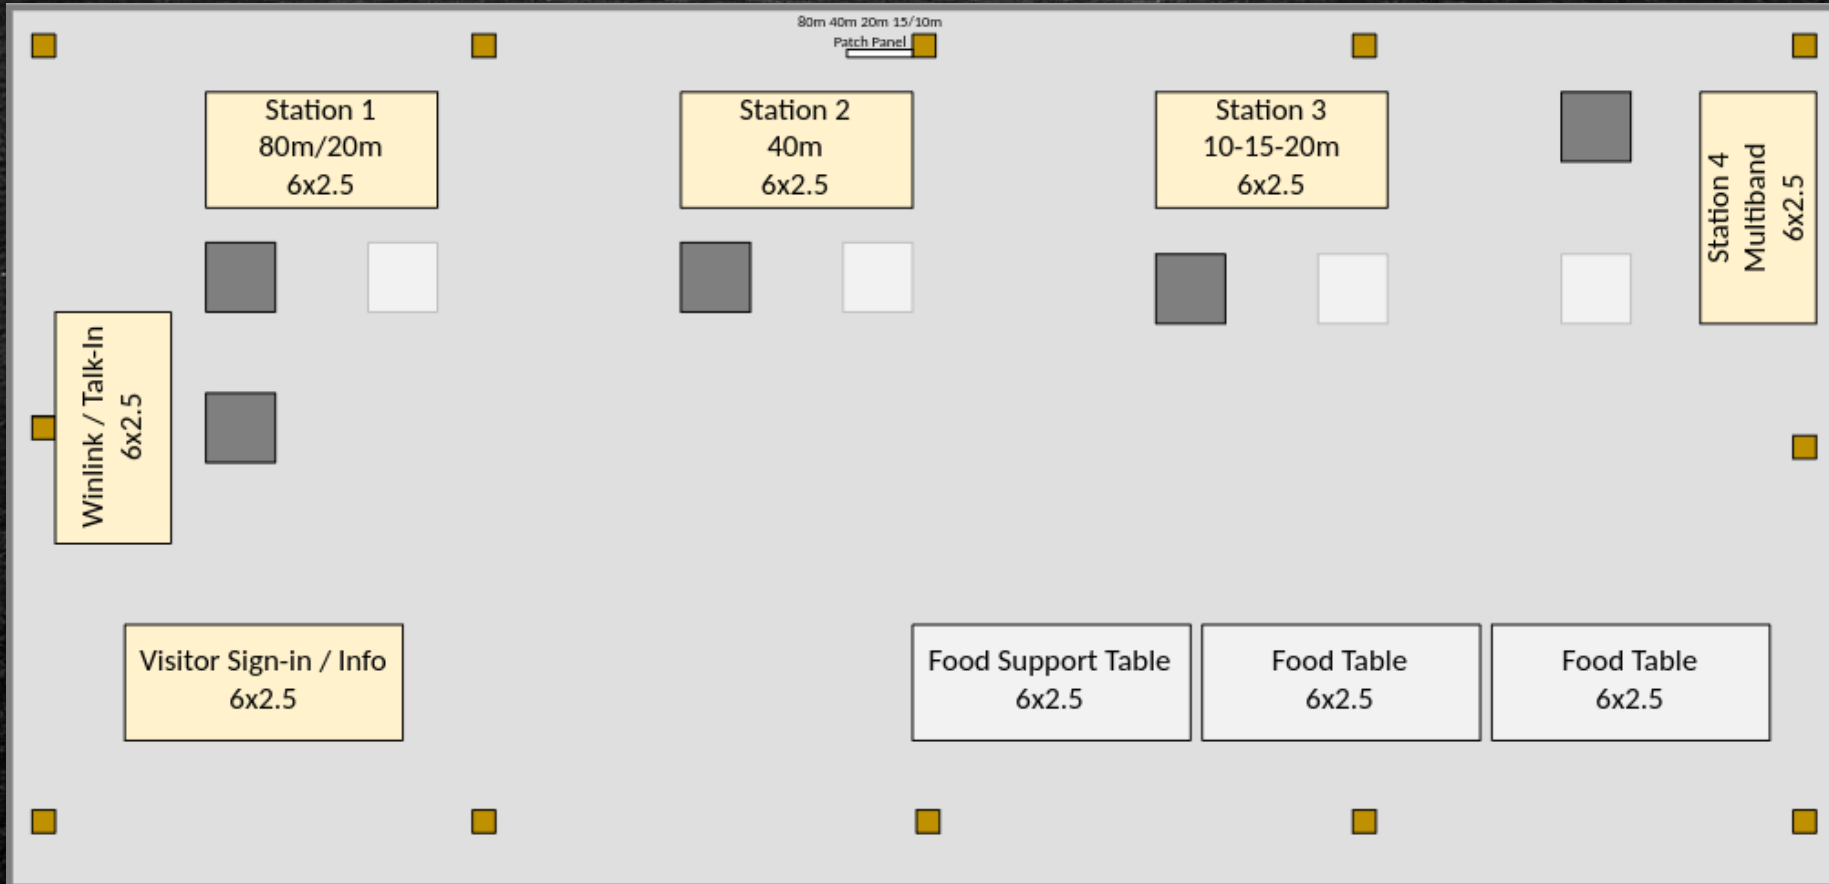 80m 40m 20m 15/10m
Patch Panel
Station 1
80m/20m
6x2.5
Station 2
40m
6x2.5
Station 3
10-15-20m
6x2.5
Station 4
Multiband
6x2.5
Winlink / Talk-In
6x2.5
Visitor Sign-in / Info
6x2.5
Food Support Table
6x2.5
Food Table
6x2.5
Food Table
6x2.5